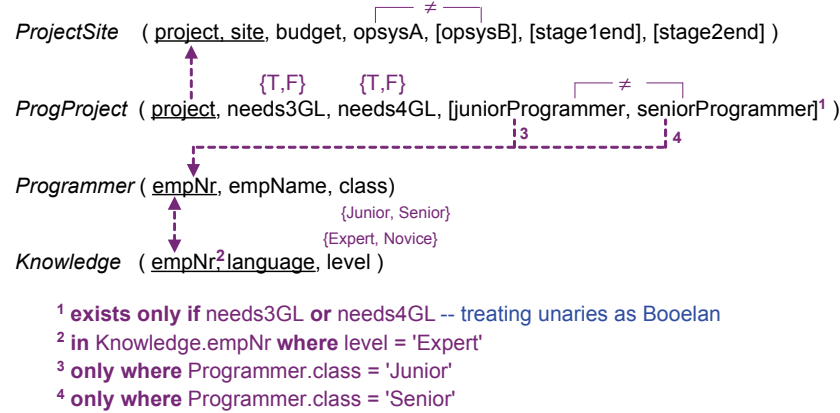 ≠
ProjectSite ( project, site, budget, opsysA, [opsysB], [stage1end], [stage2end] )
{T,F} {T,F} ≠
ProgProject ( project, needs3GL, needs4GL, [juniorProgrammer, seniorProgrammer]1 )
3 4
Programmer ( empNr, empName, class)
{Junior, Senior}
{Expert, Novice}
Knowledge ( empNr,2 language, level )
1 exists only if needs3GL or needs4GL -- treating unaries as Booelan
2 in Knowledge.empNr where level = 'Expert'
3 only where Programmer.class = 'Junior'
4 only where Programmer.class = 'Senior'